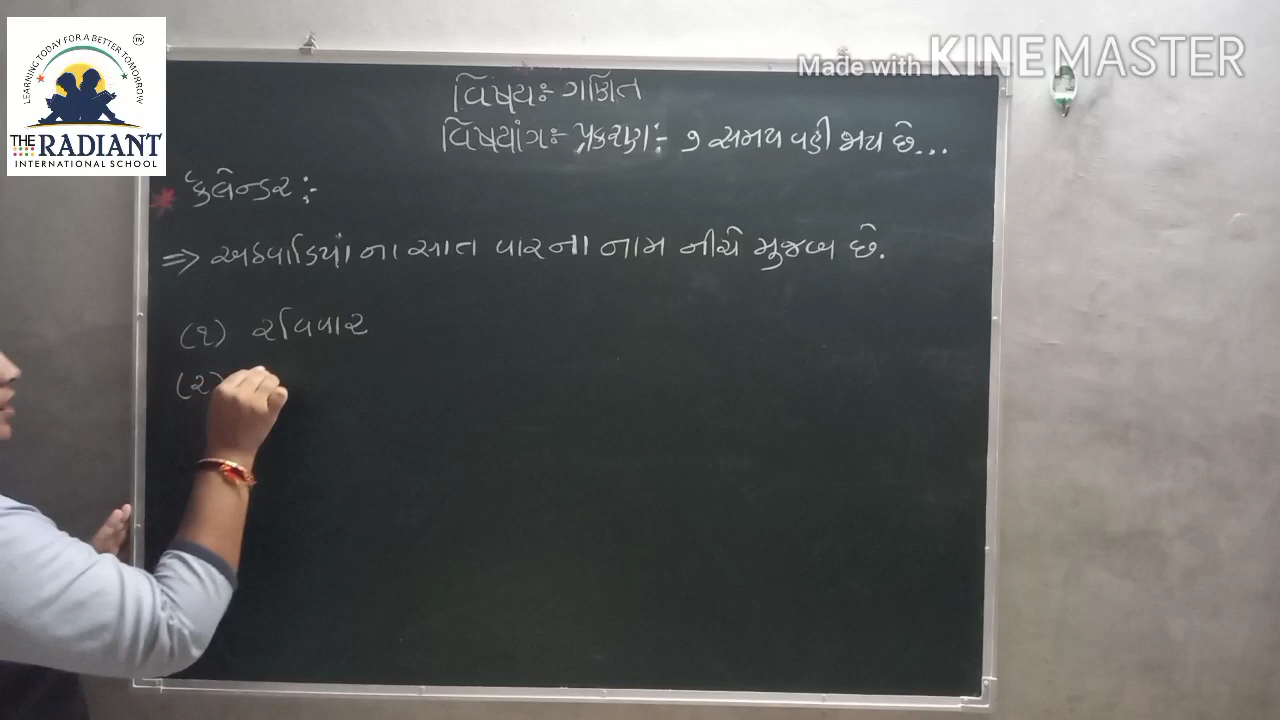 LEARNING TODAY FOR A BETTER TOMORROW
THE RADIANT
INTERNATIONAL SCHOOL
Made with KINEMASTER
વિષયઃ ગણિત
વિષયાંગઃ- પ્રકરણ :- ૭ સમય વહી જાય છે...
* કૅલેન્ડર :-
⇒ અઠવાડિયાં ના સાત વારના નામ નીચે મુજબ છે.
(૧) રવિવાર
(૨)